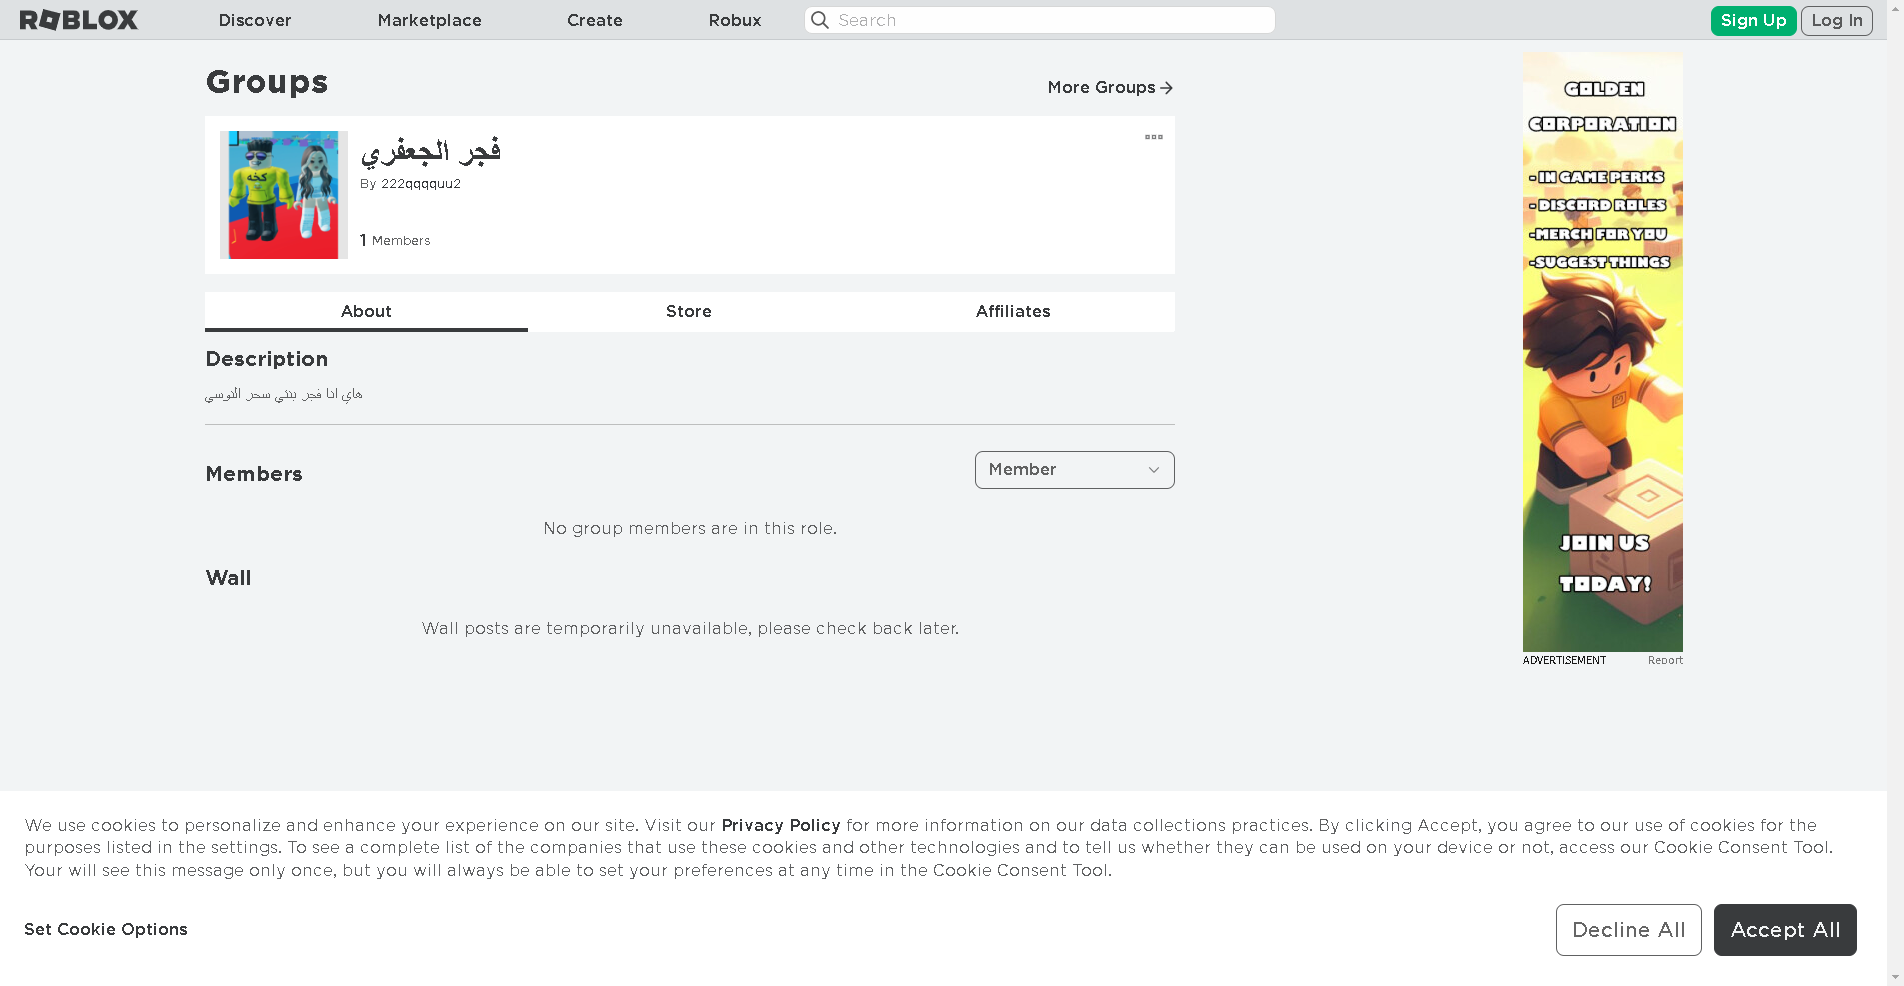 ROBLOX
Discover
Marketplace
Create
Robux
Search
Sign Up
Log In
Groups
More Groups
فجر الجعفري
By 222qqqquu2
1 Members
كخه
About
Store
Affiliates
Description
هاي انا فجر بنتي سحر النوسي
Members
Member
No group members are in this role.
Wall
Wall posts are temporarily unavailable, please check back later.
GOLDEN
CORPORATION
- IN GAME PERKS
- DISCORD ROLES
-MERCH FOR YOU
-SUGGEST THINGS
JOIN US
TODAY!
ADVERTISEMENT
Report
We use cookies to personalize and enhance your experience on our site. Visit our Privacy Policy for more information on our data collections practices. By clicking Accept, you agree to our use of cookies for the
purposes listed in the settings. To see a complete list of the companies that use these cookies and other technologies and to tell us whether they can be used on your device or not, access our Cookie Consent Tool.
Your will see this message only once, but you will always be able to set your preferences at any time in the Cookie Consent Tool.
Set Cookie Options
Decline All
Accept All